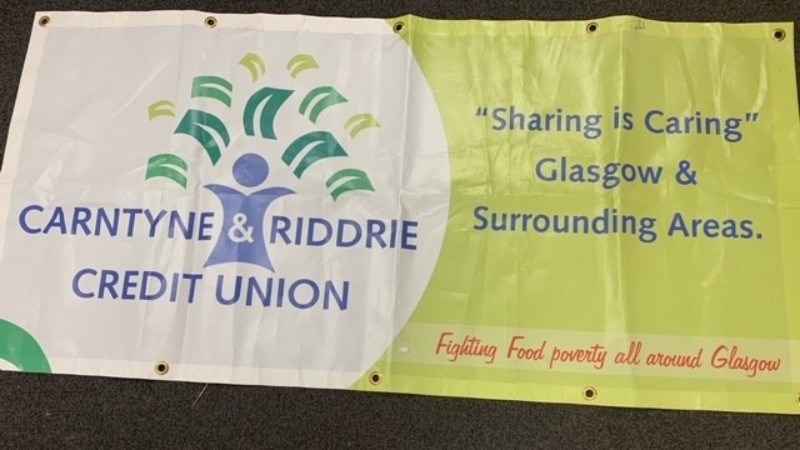 CARNTYNE & RIDDRIE
CREDIT UNION
"Sharing is Caring"
Glasgow &
Surrounding Areas.
Fighting Food poverty all around Glasgow